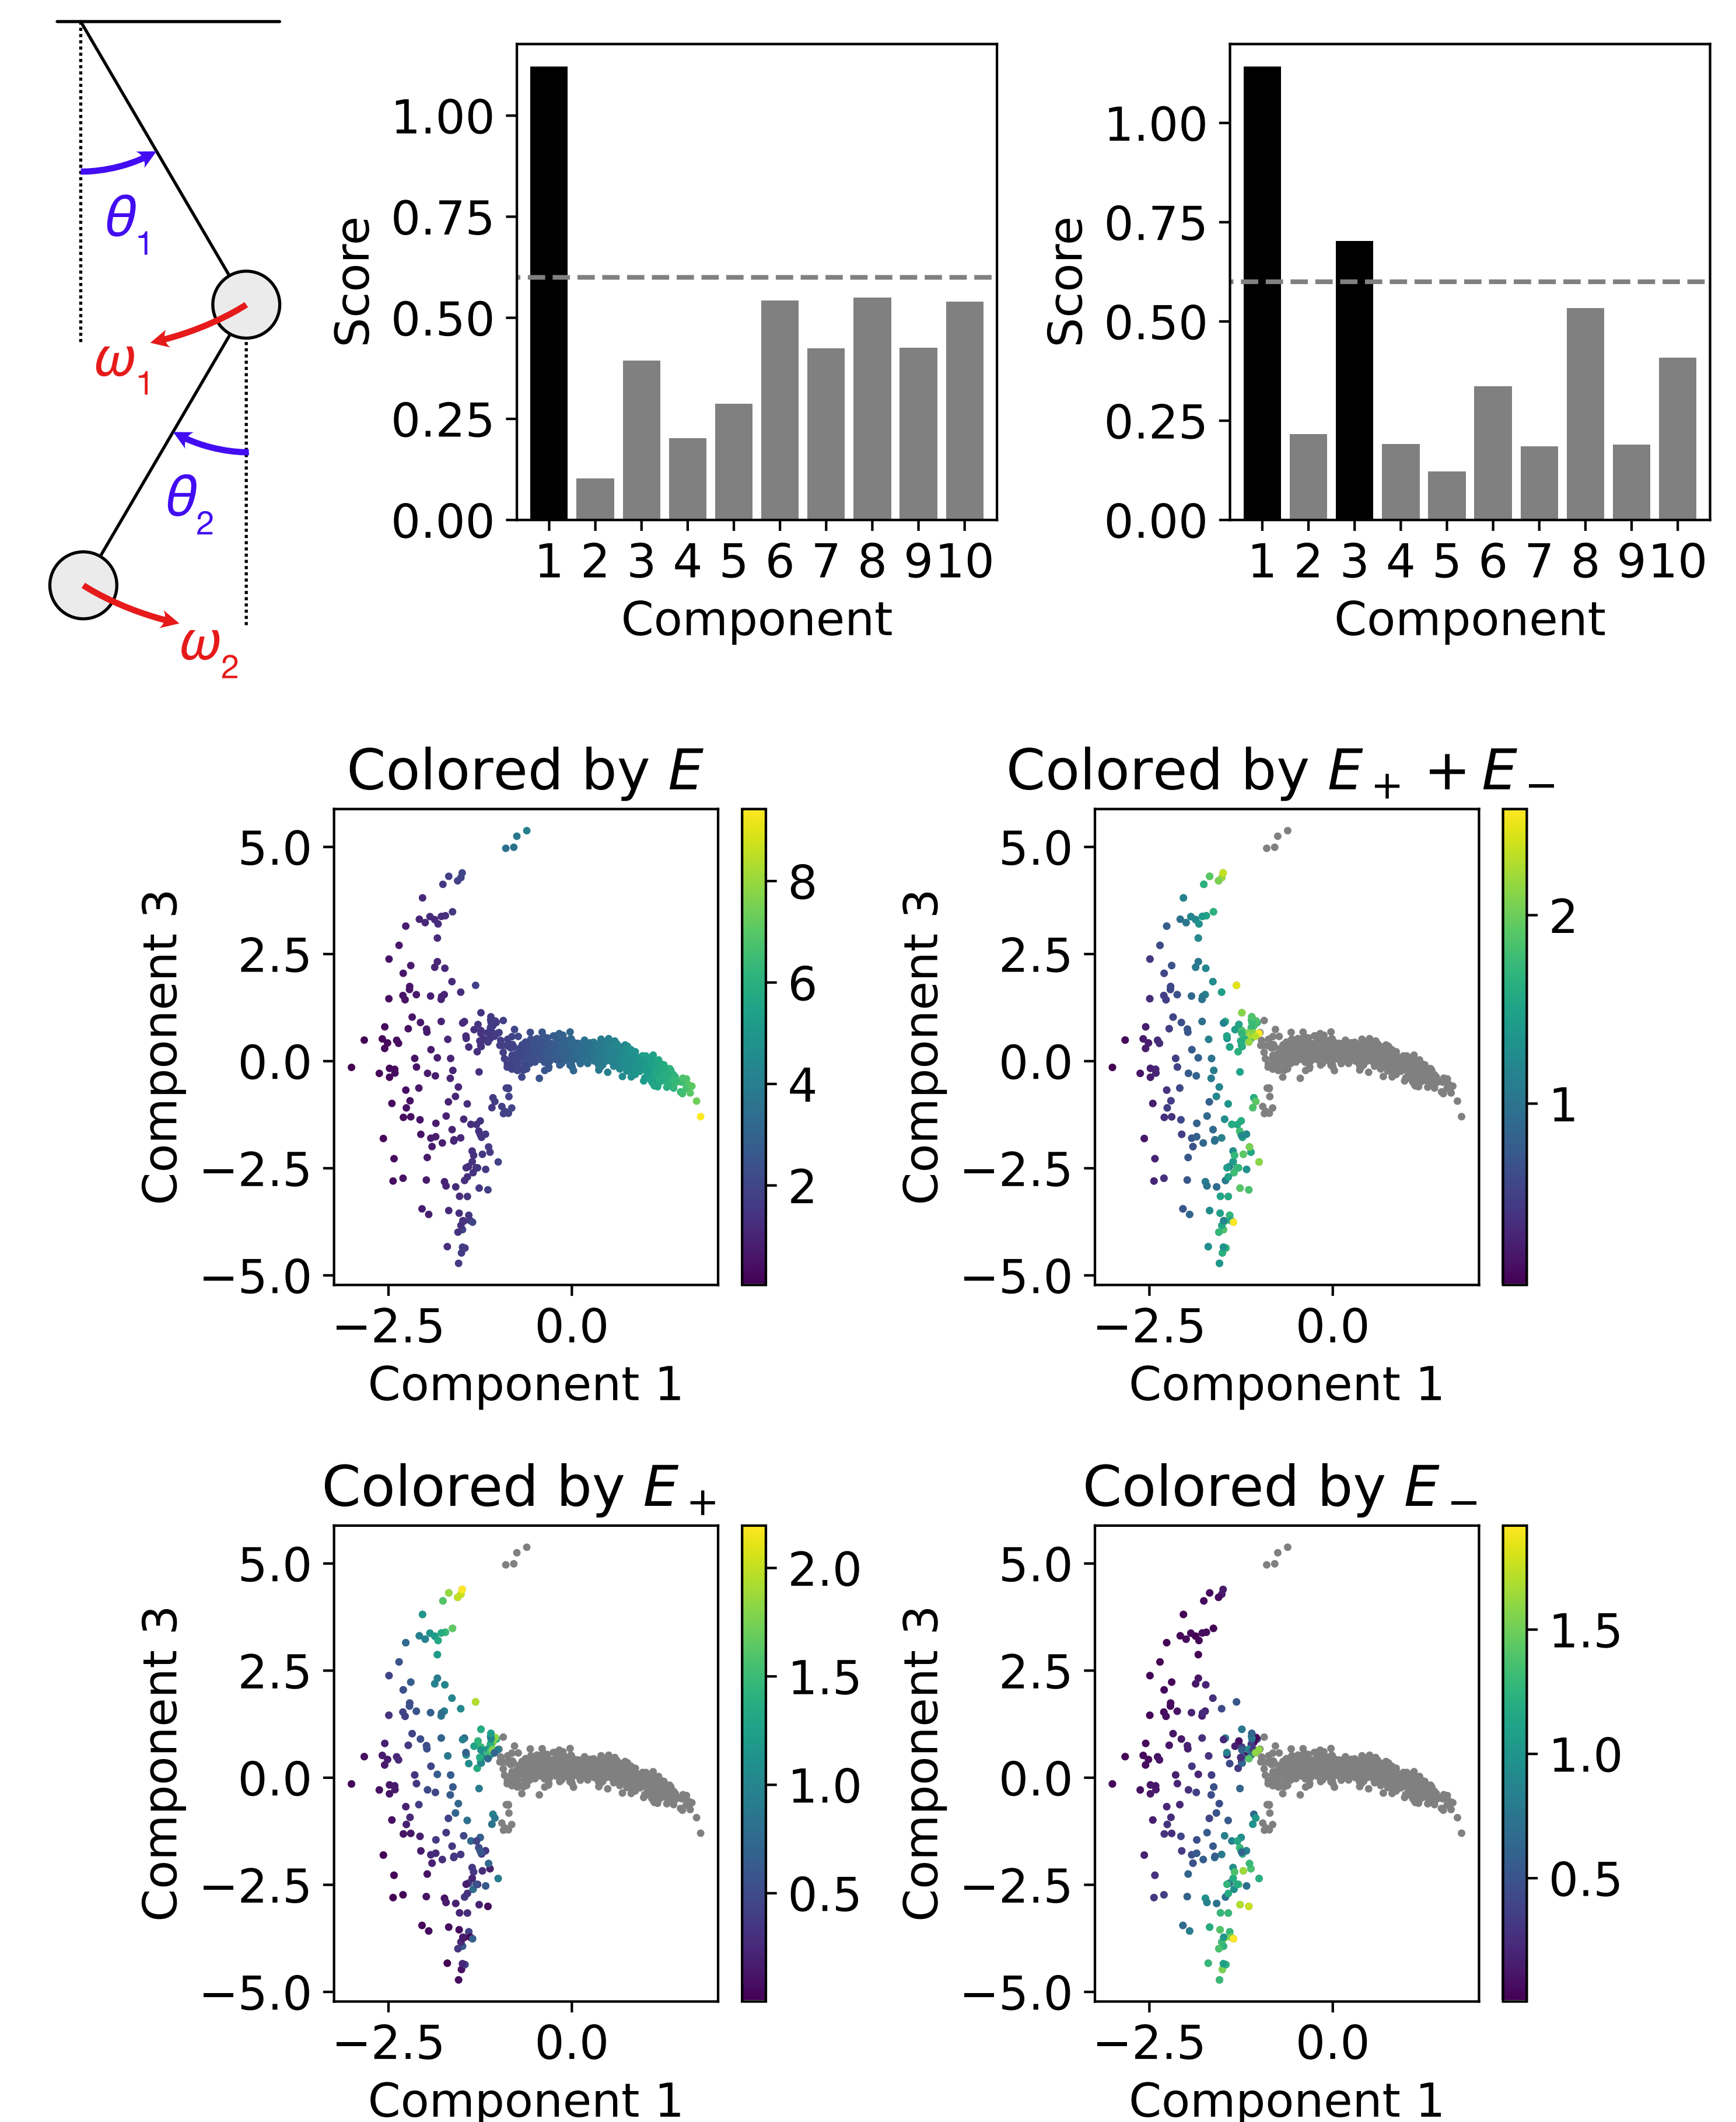 θ1
ω1
θ2
ω2
Score
1.00
0.75
0.50
0.25
0.00
1 2 3 4 5 6 7 8 9 10
Component
Score
1.00
0.75
0.50
0.25
0.00
1 2 3 4 5 6 7 8 9 10
Component
Colored by E
Component 3
5.0
2.5
0.0
−2.5
−5.0
−2.5 0.0
Component 1
8
6
4
2
Colored by E+ + E−
Component 3
5.0
2.5
0.0
−2.5
−5.0
−2.5 0.0
Component 1
2
1
Colored by E+
Component 3
5.0
2.5
0.0
−2.5
−5.0
−2.5 0.0
Component 1
2.0
1.5
1.0
0.5
Colored by E−
Component 3
5.0
2.5
0.0
−2.5
−5.0
−2.5 0.0
Component 1
1.5
1.0
0.5